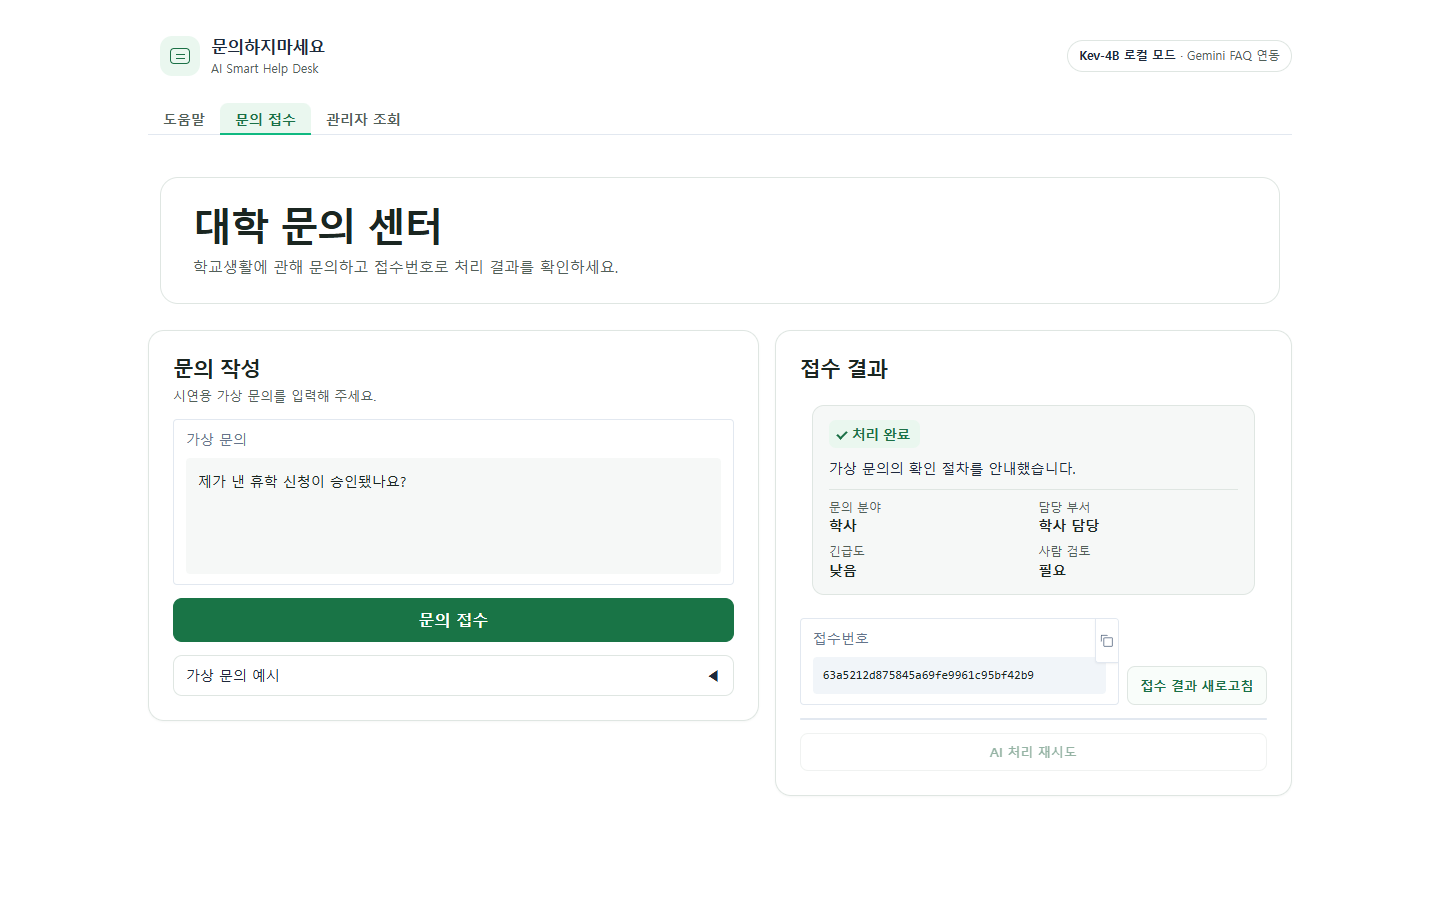 문의하지마세요
AI Smart Help Desk
Kev-4B 로컬 모드 · Gemini FAQ 연동
도움말
문의 접수
관리자 조회
대학 문의 센터
학교생활에 관해 문의하고 접수번호로 처리 결과를 확인하세요.
문의 작성
시연용 가상 문의를 입력해 주세요.
가상 문의
제가 낸 휴학 신청이 승인됐나요?
문의 접수
가상 문의 예시
접수 결과
처리 완료
가상 문의의 확인 절차를 안내했습니다.
문의 분야
학사
담당 부서
학사 담당
긴급도
낮음
사람 검토
필요
접수번호
63a5212d875845a69fe9961c95bf42b9
접수 결과 새로고침
AI 처리 재시도